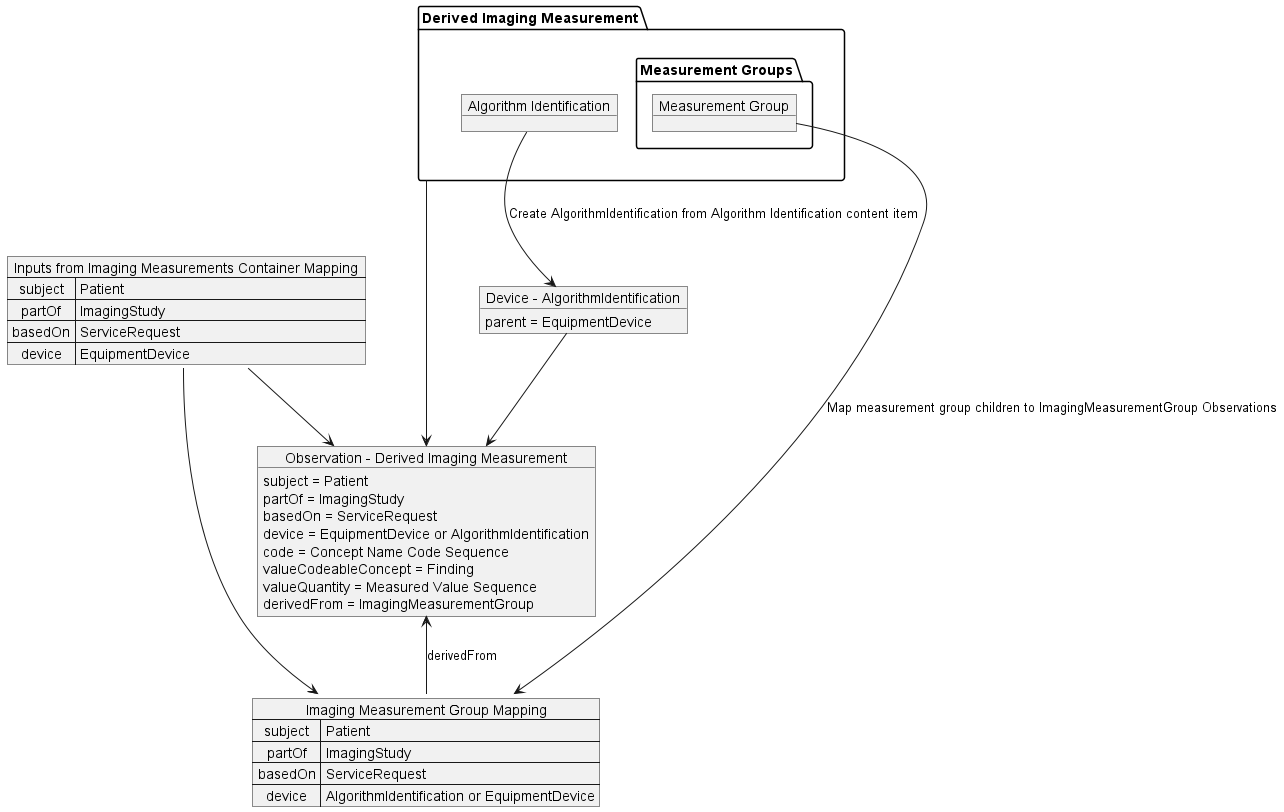 Derived Imaging Measurement
Measurement Groups
Algorithm Identification
Measurement Group
Create AlgorithmIdentification from Algorithm Identification content item
Inputs from Imaging Measurements Container Mapping
subject Patient
partOf ImagingStudy
basedOn ServiceRequest
device EquipmentDevice
Device - AlgorithmIdentification
parent = EquipmentDevice
Map measurement group children to ImagingMeasurementGroup Observations
Observation - Derived Imaging Measurement
subject = Patient
partOf = ImagingStudy
basedOn = ServiceRequest
device = EquipmentDevice or AlgorithmIdentification
code = Concept Name Code Sequence
valueCodeableConcept = Finding
valueQuantity = Measured Value Sequence
derivedFrom = ImagingMeasurementGroup
derivedFrom
Imaging Measurement Group Mapping
subject Patient
partOf ImagingStudy
basedOn ServiceRequest
device AlgorithmIdentification or EquipmentDevice